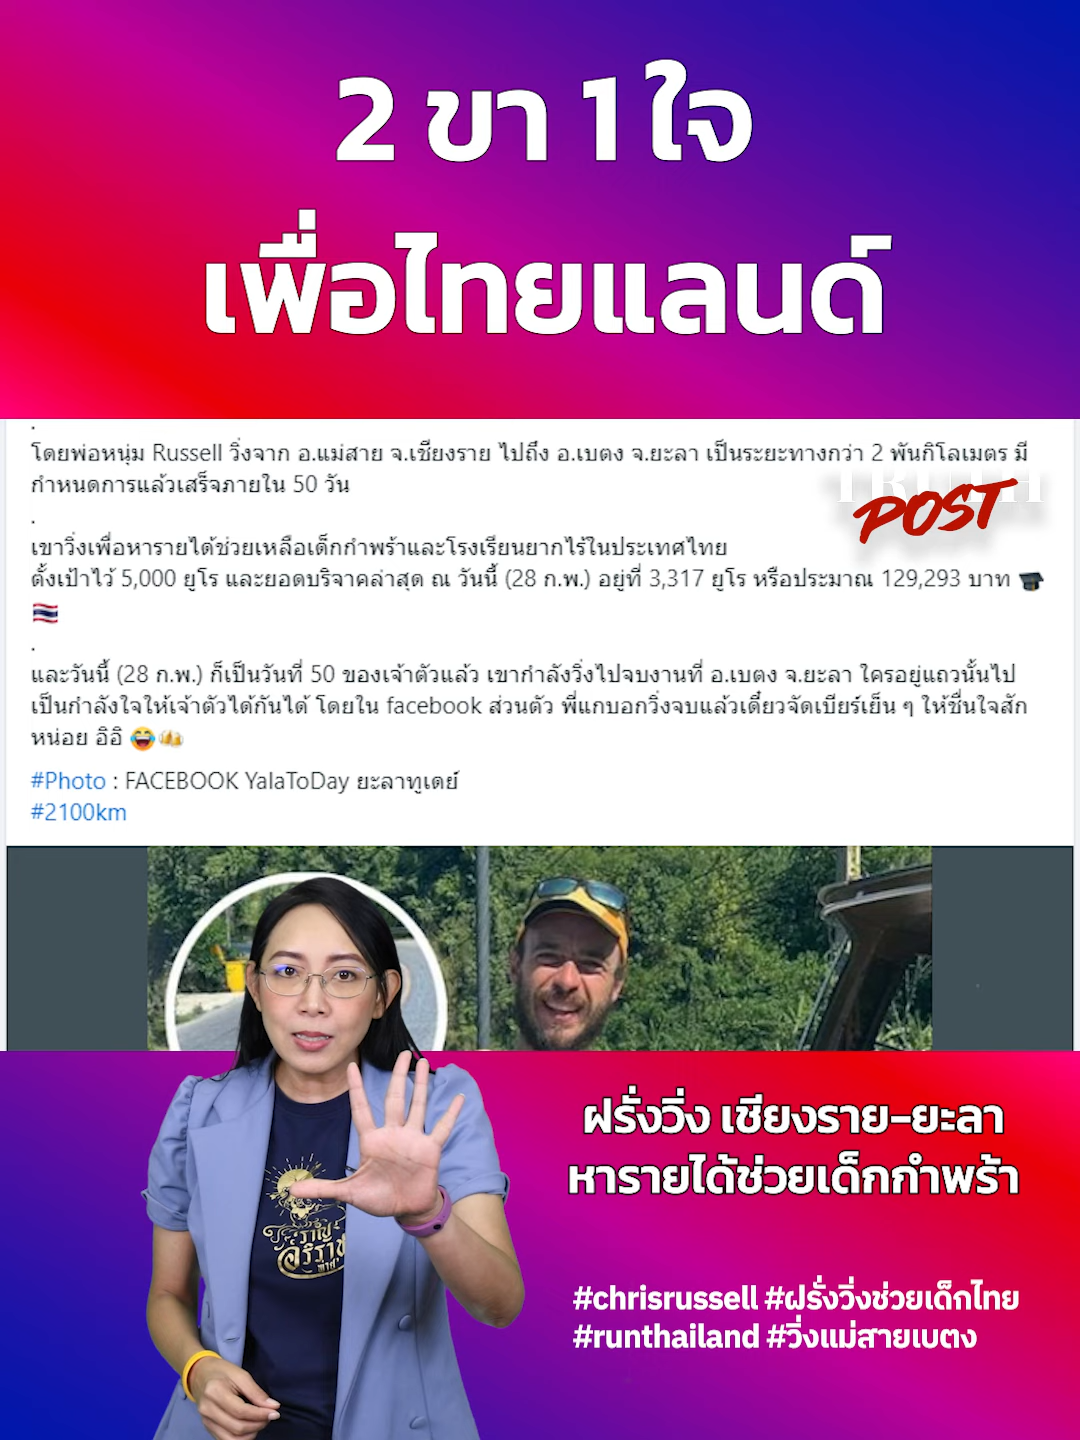 2 ขา 1 ใจ
เพื่อไทยแลนด์
.
โดยพ่อหนุ่ม Russell วิ่งจาก อ.แม่สาย จ.เชียงราย ไปถึง อ.เบตง จ.ยะลา เป็นระยะทางกว่า 2 พันกิโลเมตร มี
กำหนดการแล้วเสร็จภายใน 50 วัน
.
TRUTH
POST
เขาวิ่งเพื่อหารายได้ช่วยเหลือเด็กกำพร้าและโรงเรียนยากไร้ในประเทศไทย
ตั้งเป้าไว้ 5,000 ยูโร และยอดบริจาคล่าสุด ณ วันนี้ (28 ก.พ.) อยู่ที่ 3,317 ยูโร หรือประมาณ 129,293 บาท 🎓
🇹🇭
.
และวันนี้ (28 ก.พ.) ก็เป็นวันที่ 50 ของเจ้าตัวแล้ว เขากำลังวิ่งไปจบงานที่ อ.เบตง จ.ยะลา ใครอยู่แถวนั้นไป
เป็นกำลังใจให้เจ้าตัวได้กันได้ โดยใน facebook ส่วนตัว พี่แกบอกวิ่งจบแล้วเดี๋ยวจัดเบียร์เย็น ๆ ให้ชื่นใจสัก
หน่อย อิอิ 😂🍻
#Photo : FACEBOOK YalaToDay ยะลาทูเดย์
#2100km
ฝรั่งวิ่ง เชียงราย-ยะลา
หารายได้ช่วยเด็กกำพร้า
#chrisrussell #ฝรั่งวิ่งช่วยเด็กไทย
#runthailand #วิ่งแม่สายเบตง